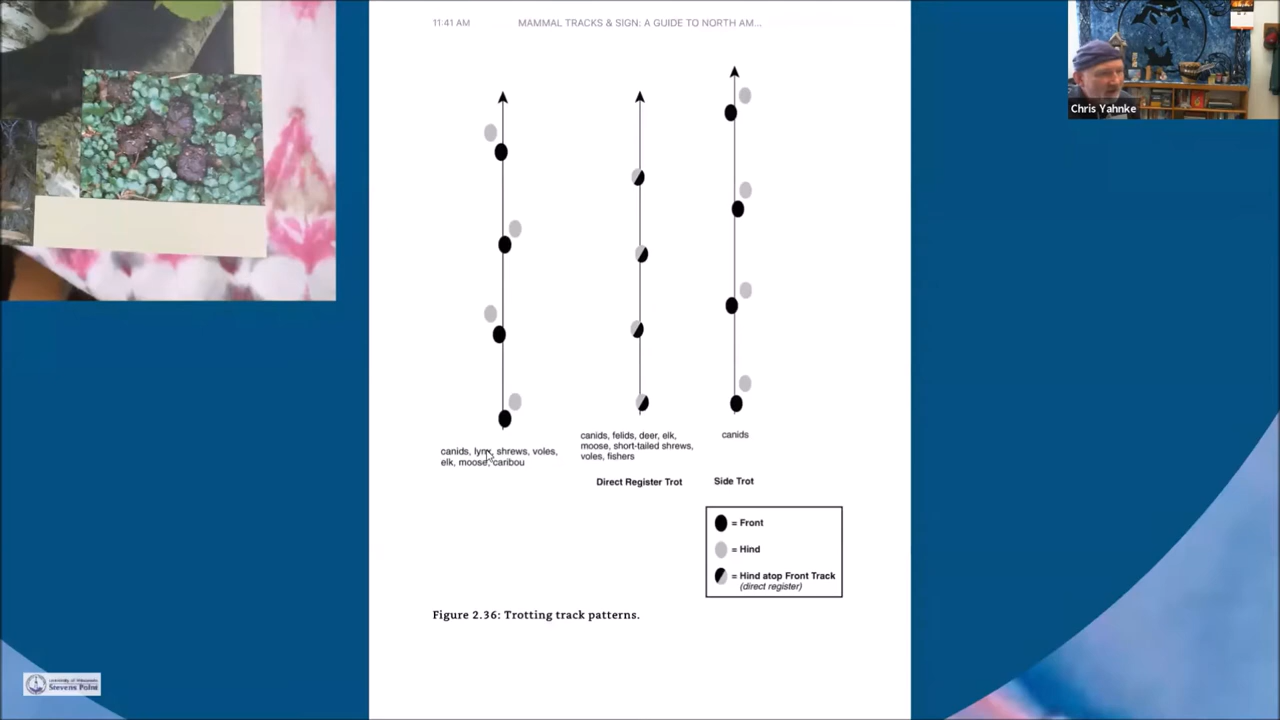 11:41 AM MAMMAL TRACKS & SIGN: A GUIDE TO NORTH AM...
Chris Yahnke
canids, lynx, shrews, voles,
elk, moose, caribou
canids, felids, deer, elk,
moose, short-tailed shrews,
voles, fishers
canids
Direct Register Trot
Side Trot
= Front
= Hind
= Hind atop Front Track
(direct register)
Figure 2.36: Trotting track patterns.
Stevens Point